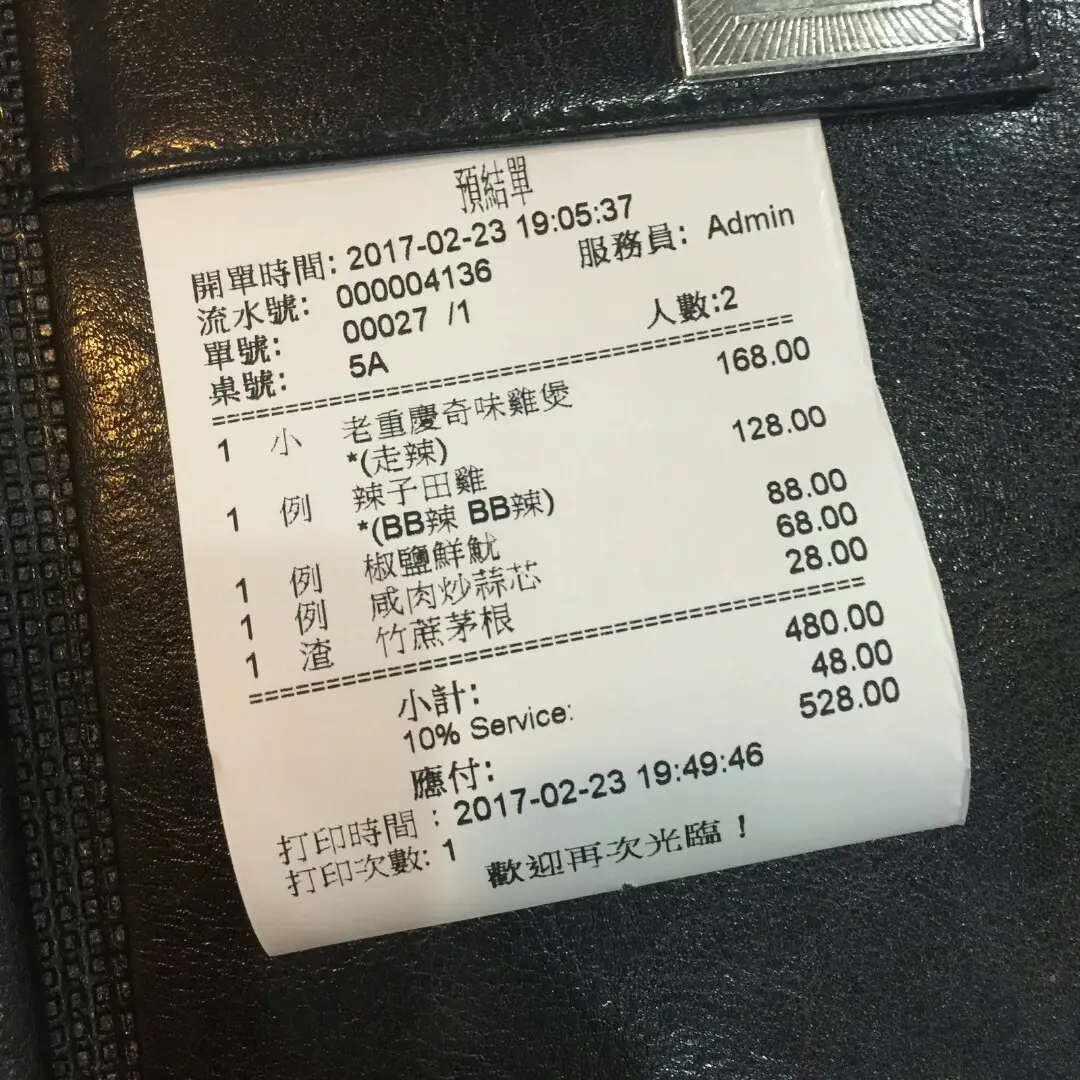 預結單
開單時間: 2017-02-23 19:05:37
流水號: 000004136 服務員: Admin
單號: 00027 /1
桌號: 5A 人數:2
1 小 老重慶奇味雞煲 168.00
*(走辣)
1 例 辣子田雞 128.00
*(BB辣 BB辣)
1 例 椒鹽鮮魷 88.00
1 例 咸肉炒蒜芯 68.00
1 渣 竹蔗茅根 28.00
小計: 480.00
10% Service: 48.00
應付: 528.00
打印時間 : 2017-02-23 19:49:46
打印次數: 1
歡迎再次光臨！